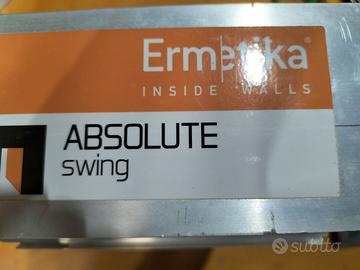 Ermetika
INSIDE WALLS
ABSOLUTE
swing
subito